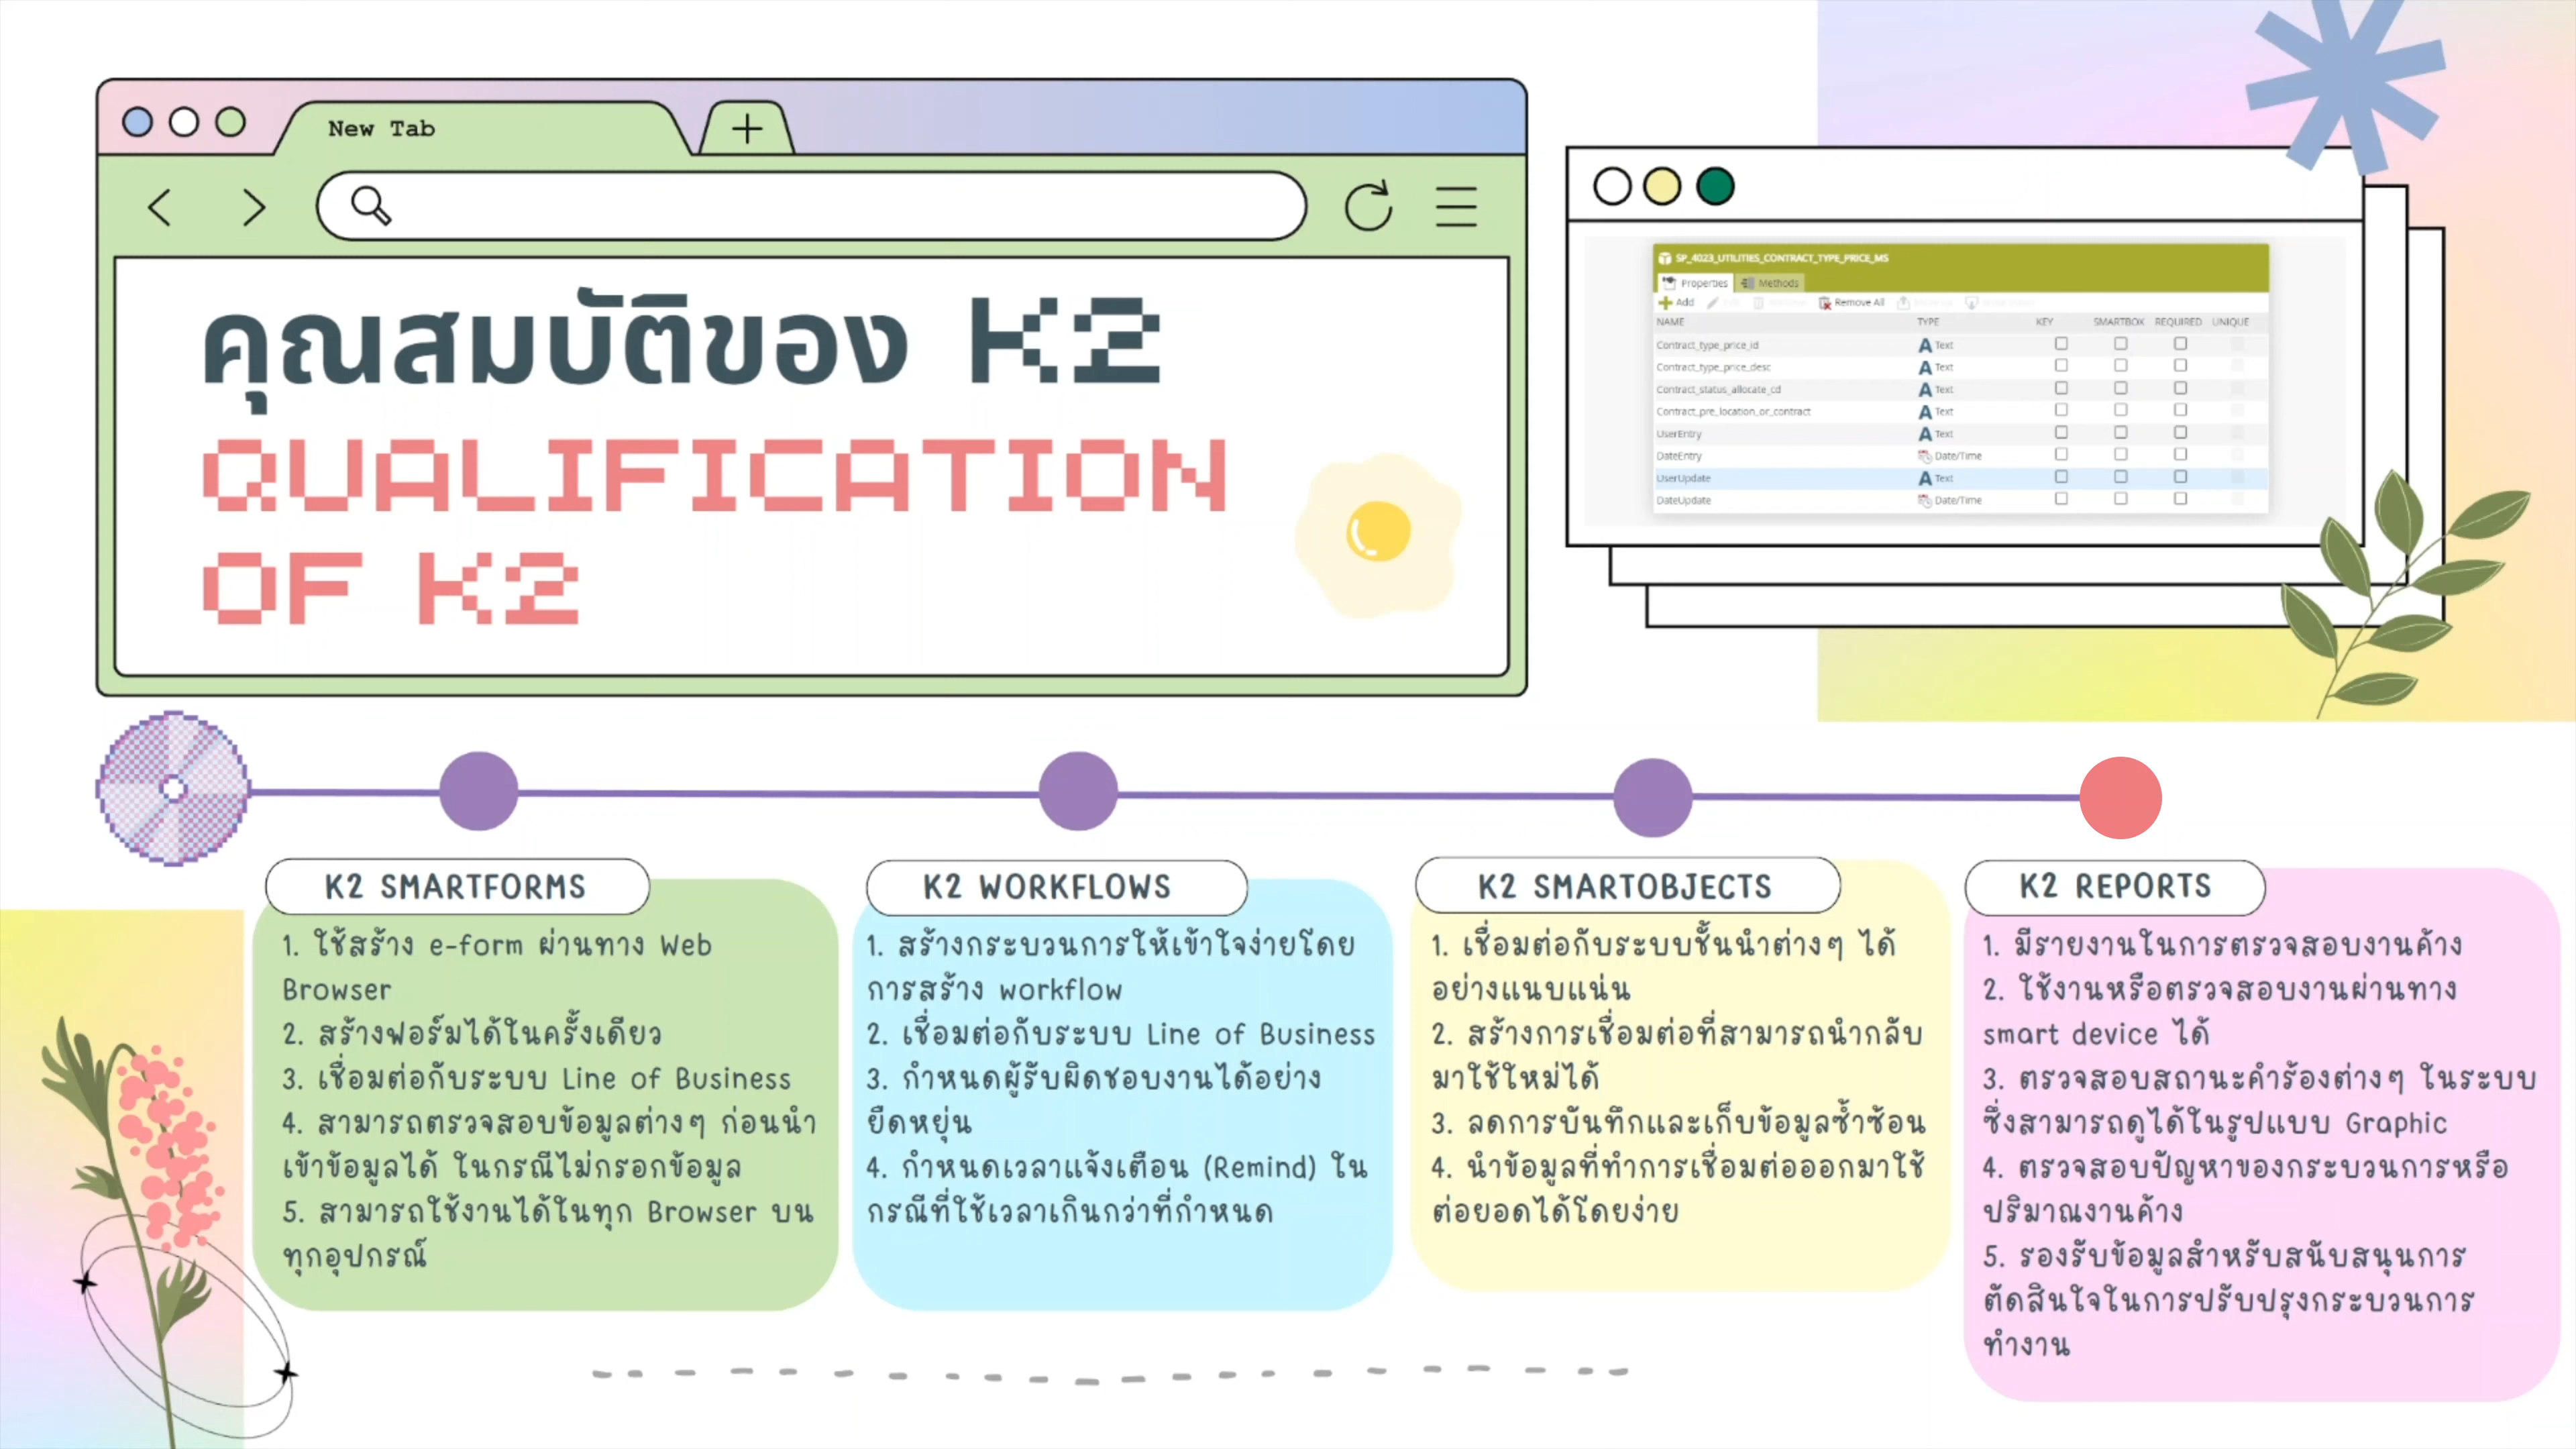 New Tab
คุณสมบัติของ K2
QUALIFICATION
OF K2
SP_4023_UTILITIES_CONTRACT_TYPE_PRICE_MS
Properties Methods
Add Remove All
NAME TYPE KEY SMARTBOX REQUIRED UNIQUE
Contract_type_price_id A Text
Contract_type_price_desc A Text
Contract_status_allocate_cd A Text
Contract_pre_location_or_contract A Text
UserEntry A Text
DateEntry Date/Time
UserUpdate A Text
DateUpdate Date/Time
K2 SMARTFORMS
1. ใช้สร้าง e-form ผ่านทาง Web
Browser
2. สร้างฟอร์มได้ในครั้งเดียว
3. เชื่อมต่อกับระบบ Line of Business
4. สามารถตรวจสอบข้อมูลต่างๆ ก่อนนำ
เข้าข้อมูลได้ ในกรณีไม่กรอกข้อมูล
5. สามารถใช้งานได้ในทุก Browser บน
ทุกอุปกรณ์
K2 WORKFLOWS
1. สร้างกระบวนการให้เข้าใจง่ายโดย
การสร้าง workflow
2. เชื่อมต่อกับระบบ Line of Business
3. กำหนดผู้รับผิดชอบงานได้อย่าง
ยืดหยุ่น
4. กำหนดเวลาแจ้งเตือน (Remind) ใน
กรณีที่ใช้เวลาเกินกว่าที่กำหนด
K2 SMARTOBJECTS
1. เชื่อมต่อกับระบบชั้นนำต่างๆ ได้
อย่างแนบแน่น
2. สร้างการเชื่อมต่อที่สามารถนำกลับ
มาใช้ใหม่ได้
3. ลดการบันทึกและเก็บข้อมูลซ้ำซ้อน
4. นำข้อมูลที่ทำการเชื่อมต่อออกมาใช้
ต่อยอดได้โดยง่าย
K2 REPORTS
1. มีรายงานในการตรวจสอบงานค้าง
2. ใช้งานหรือตรวจสอบงานผ่านทาง
smart device ได้
3. ตรวจสอบสถานะคำร้องต่างๆ ในระบบ
ซึ่งสามารถดูได้ในรูปแบบ Graphic
4. ตรวจสอบปัญหาของกระบวนการหรือ
ปริมาณงานค้าง
5. รองรับข้อมูลสำหรับสนับสนุนการ
ตัดสินใจในการปรับปรุงกระบวนการ
ทำงาน